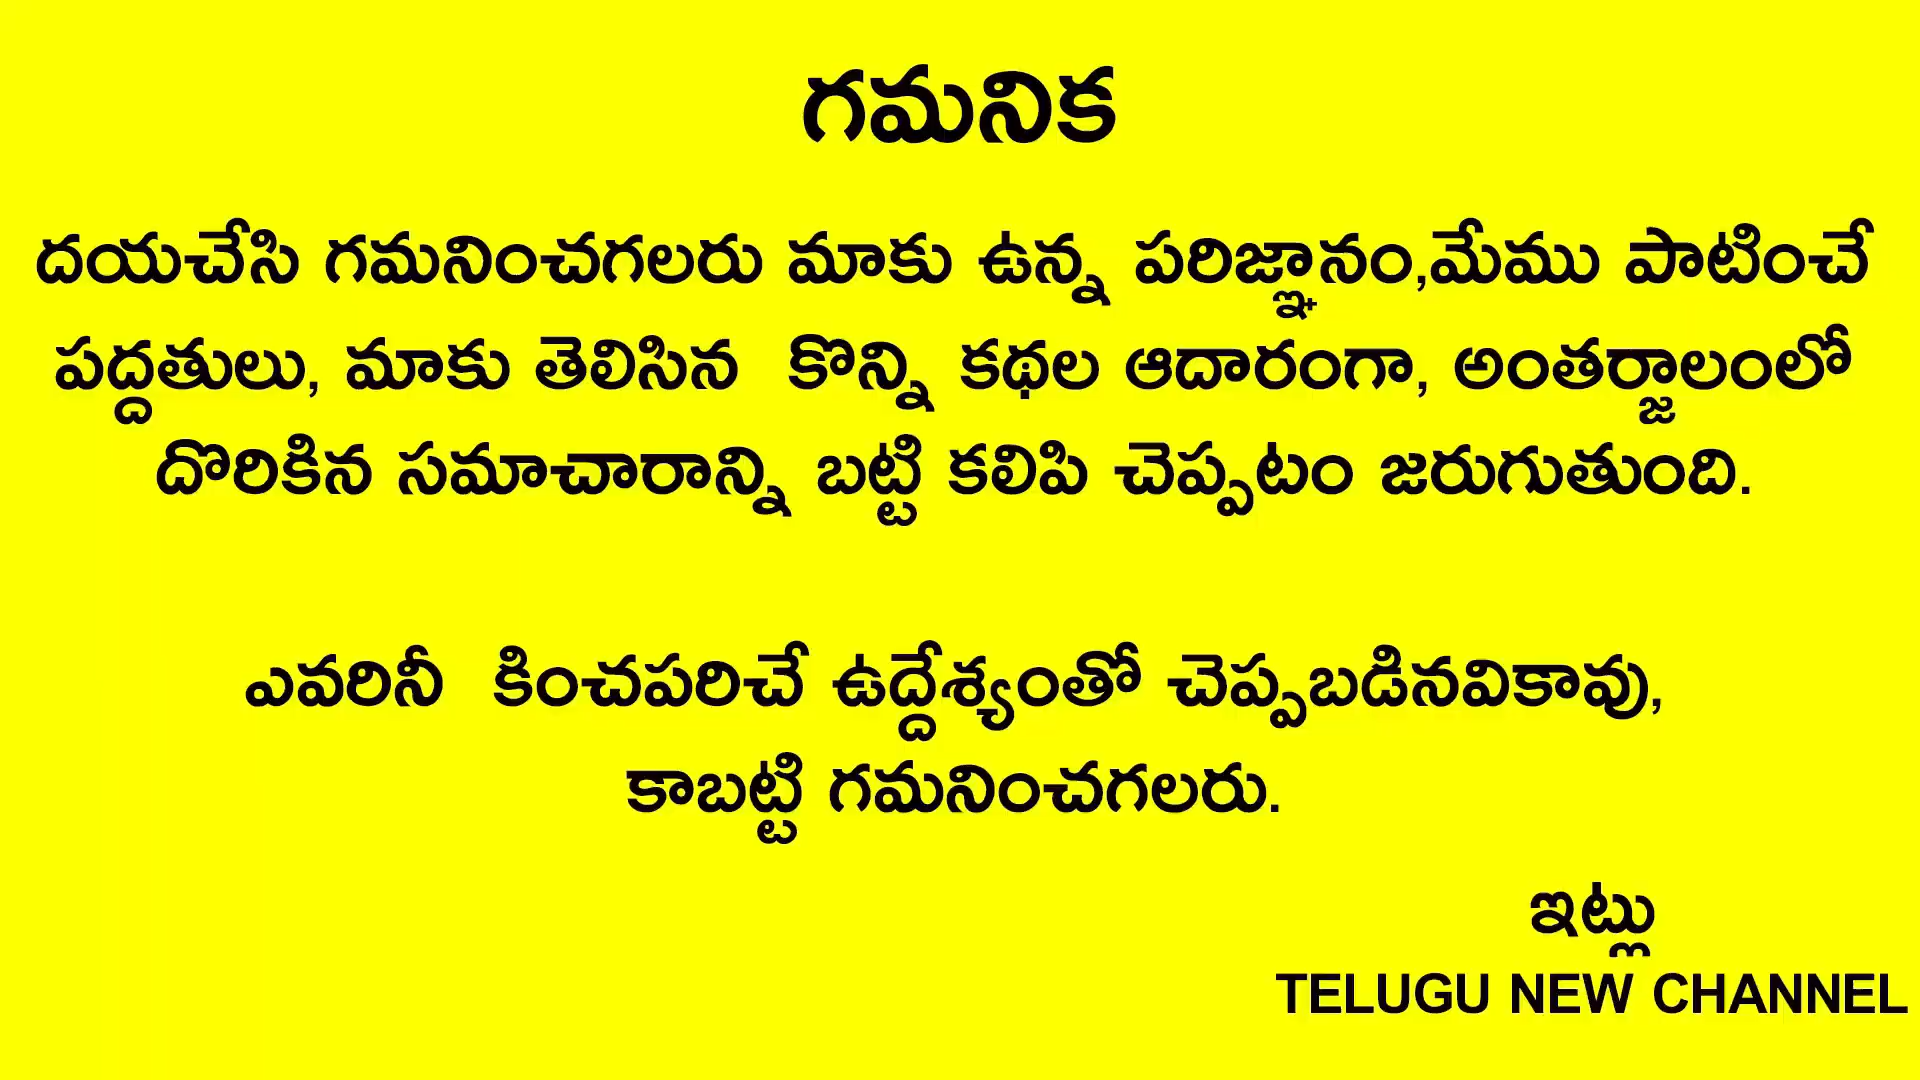 గమనిక
దయచేసి గమనించగలరు మాకు ఉన్న పరిజ్ఞానం,మేము పాటించే
పద్దతులు, మాకు తెలిసిన కొన్ని కథల ఆదారంగా, అంతర్జాలంలో
దొరికిన సమాచారాన్ని బట్టి కలిపి చెప్పటం జరుగుతుంది.
ఎవరినీ కించపరిచే ఉద్దేశ్యంతో చెప్పబడినవికావు,
కాబట్టి గమనించగలరు.
ఇట్లు
TELUGU NEW CHANNEL